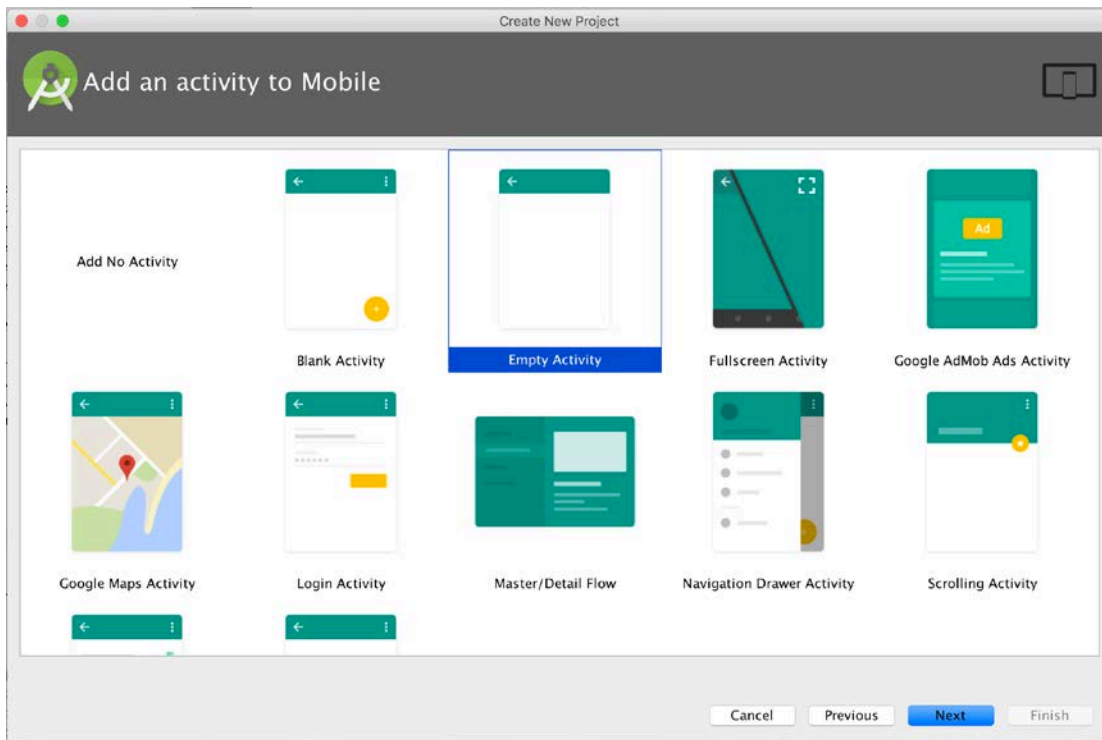 Create New Project
Add an activity to Mobile
Add No Activity
Blank Activity
Empty Activity
Fullscreen Activity
Ad
Google AdMob Ads Activity
Google Maps Activity
Login Activity
Master/Detail Flow
Navigation Drawer Activity
Scrolling Activity
Cancel
Previous
Next
Finish